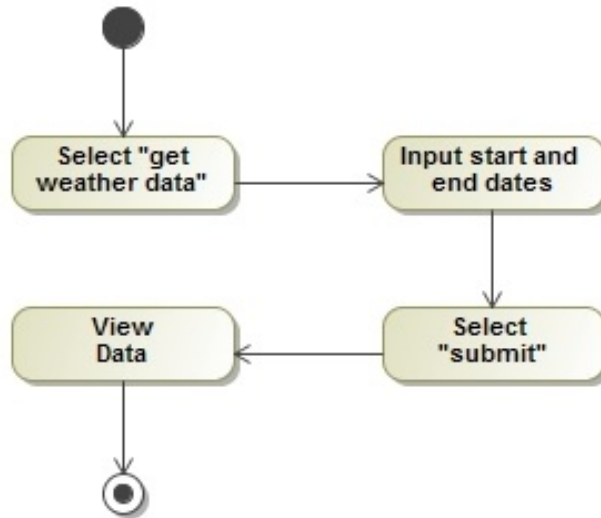 Select "get
weather data"
Input start and
end dates
Select
"submit"
View
Data